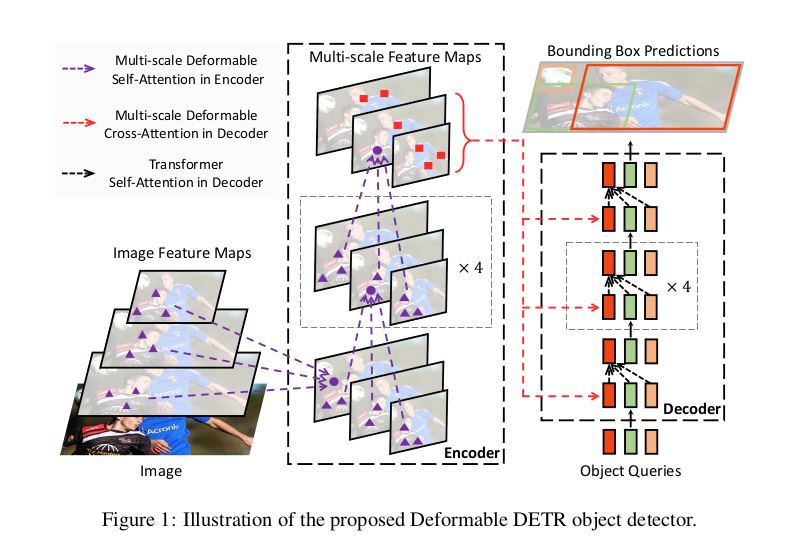 Multi-scale Deformable
Self-Attention in Encoder
Multi-scale Deformable
Cross-Attention in Decoder
Transformer
Self-Attention in Decoder
Image Feature Maps
Image
Acronis
Multi-scale Feature Maps
× 4
Encoder
Bounding Box Predictions
Acronis
× 4
Decoder
Object Queries
Figure 1: Illustration of the proposed Deformable DETR object detector.